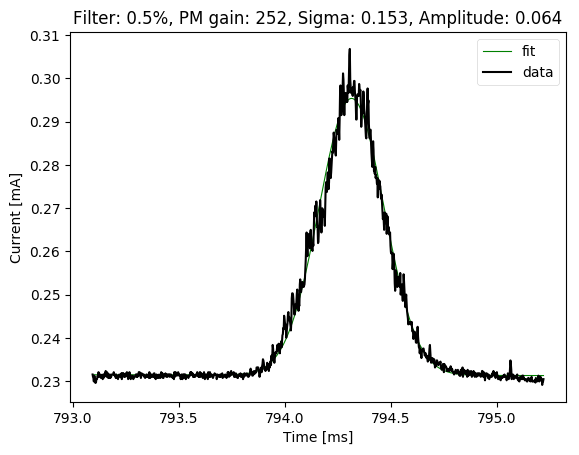 Filter: 0.5%, PM gain: 252, Sigma: 0.153, Amplitude: 0.064
fit
data
0.31
0.30
0.29
0.28
0.27
0.26
0.25
0.24
0.23
Current [mA]
793.0 793.5 794.0 794.5 795.0
Time [ms]